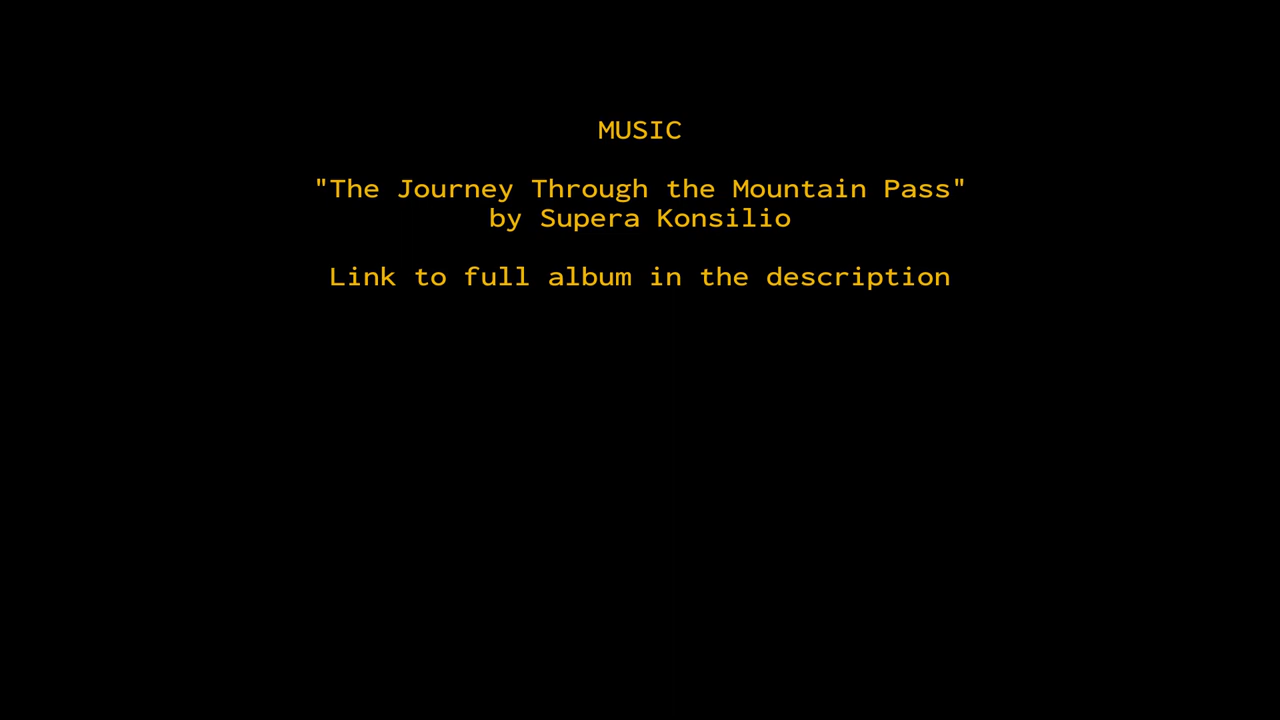 MUSIC
"The Journey Through the Mountain Pass"
by Supera Konsilio
Link to full album in the description